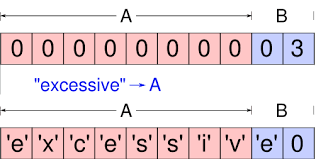 A B
0 0 0 0 0 0 0 0 0 3
"excessive" → A
A B
'e' 'x' 'c' 'e' 's' 's' 'i' 'v' 'e' 0